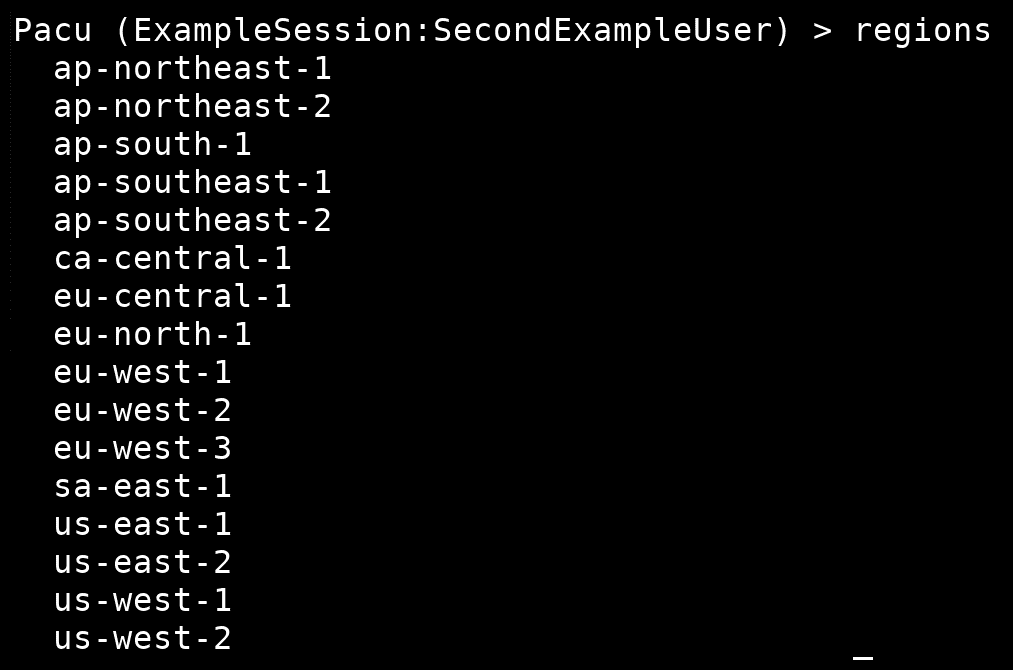 Pacu (ExampleSession:SecondExampleUser) > regions
ap-northeast-1
ap-northeast-2
ap-south-1
ap-southeast-1
ap-southeast-2
ca-central-1
eu-central-1
eu-north-1
eu-west-1
eu-west-2
eu-west-3
sa-east-1
us-east-1
us-east-2
us-west-1
us-west-2